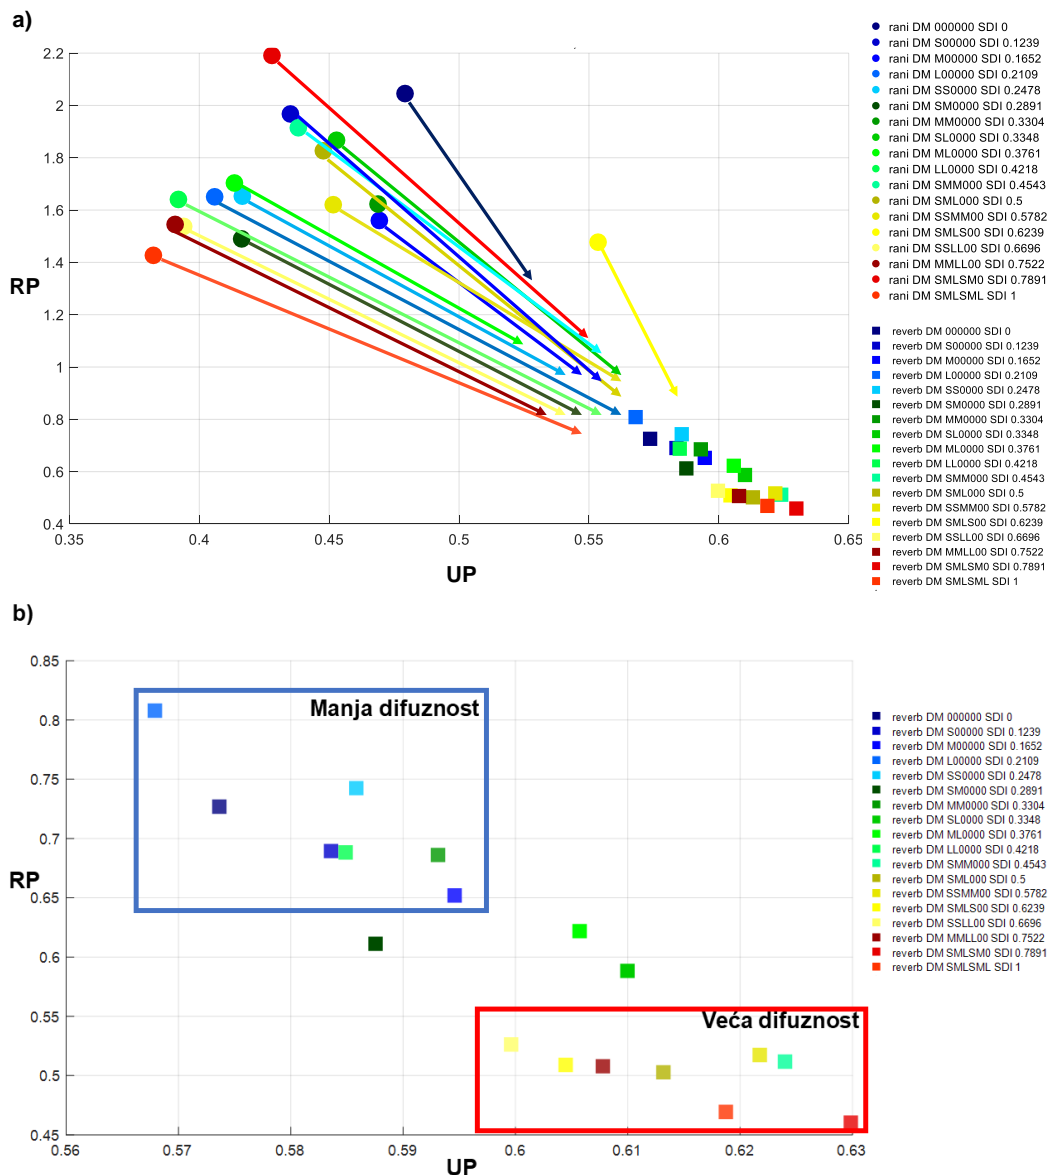 a)
2.2
2
1.8
1.6
1.4
1.2
1
0.8
0.6
0.4
RP
0.35
0.4
0.45
0.5
0.55
0.6
0.65
UP
rani DM 000000 SDI 0
rani DM S00000 SDI 0.1239
rani DM M00000 SDI 0.1652
rani DM L00000 SDI 0.2109
rani DM SS0000 SDI 0.2478
rani DM SM0000 SDI 0.2891
rani DM MM0000 SDI 0.3304
rani DM SL0000 SDI 0.3348
rani DM ML0000 SDI 0.3761
rani DM LL0000 SDI 0.4218
rani DM SMM000 SDI 0.4543
rani DM SML000 SDI 0.5
rani DM SSMM00 SDI 0.5782
rani DM SMLS00 SDI 0.6239
rani DM SSLL00 SDI 0.6696
rani DM MMLL00 SDI 0.7522
rani DM SMLSM0 SDI 0.7891
rani DM SMLSML SDI 1
reverb DM 000000 SDI 0
reverb DM S00000 SDI 0.1239
reverb DM M00000 SDI 0.1652
reverb DM L00000 SDI 0.2109
reverb DM SS0000 SDI 0.2478
reverb DM SM0000 SDI 0.2891
reverb DM MM0000 SDI 0.3304
reverb DM SL0000 SDI 0.3348
reverb DM ML0000 SDI 0.3761
reverb DM LL0000 SDI 0.4218
reverb DM SMM000 SDI 0.4543
reverb DM SML000 SDI 0.5
reverb DM SSMM00 SDI 0.5782
reverb DM SMLS00 SDI 0.6239
reverb DM SSLL00 SDI 0.6696
reverb DM MMLL00 SDI 0.7522
reverb DM SMLSM0 SDI 0.7891
reverb DM SMLSML SDI 1
b)
0.85
0.8
0.75
0.7
0.65
0.6
0.55
0.5
0.45
RP
Manja difuznost
Veća difuznost
0.56
0.57
0.58
0.59
0.6
0.61
0.62
0.63
UP
reverb DM 000000 SDI 0
reverb DM S00000 SDI 0.1239
reverb DM M00000 SDI 0.1652
reverb DM L00000 SDI 0.2109
reverb DM SS0000 SDI 0.2478
reverb DM SM0000 SDI 0.2891
reverb DM MM0000 SDI 0.3304
reverb DM SL0000 SDI 0.3348
reverb DM ML0000 SDI 0.3761
reverb DM LL0000 SDI 0.4218
reverb DM SMM000 SDI 0.4543
reverb DM SML000 SDI 0.5
reverb DM SSMM00 SDI 0.5782
reverb DM SMLS00 SDI 0.6239
reverb DM SSLL00 SDI 0.6696
reverb DM MMLL00 SDI 0.7522
reverb DM SMLSM0 SDI 0.7891
reverb DM SMLSML SDI 1